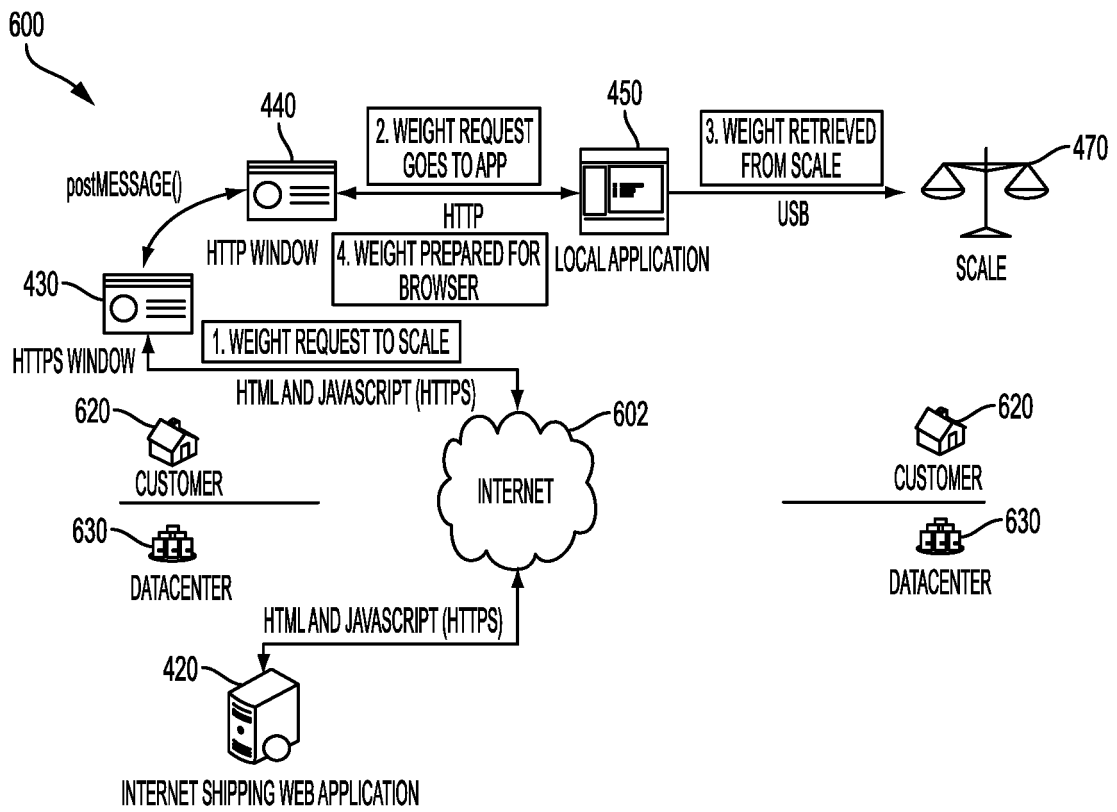 600
440
2. WEIGHT REQUEST
GOES TO APP
450
3. WEIGHT RETRIEVED
FROM SCALE
470
postMESSAGE()
HTTP
USB
HTTP WINDOW
4. WEIGHT PREPARED FOR
BROWSER
LOCAL APPLICATION
SCALE
430
1. WEIGHT REQUEST TO SCALE
HTTPS WINDOW
HTML AND JAVASCRIPT (HTTPS)
620
CUSTOMER
602
INTERNET
620
CUSTOMER
630
DATACENTER
630
DATACENTER
HTML AND JAVASCRIPT (HTTPS)
420
INTERNET SHIPPING WEB APPLICATION